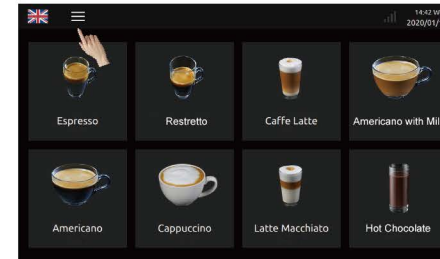 14:42 W
2020/01/
Espresso
Restretto
Caffe Latte
Americano with Mil
Americano
Cappuccino
Latte Macchiato
Hot Chocolate